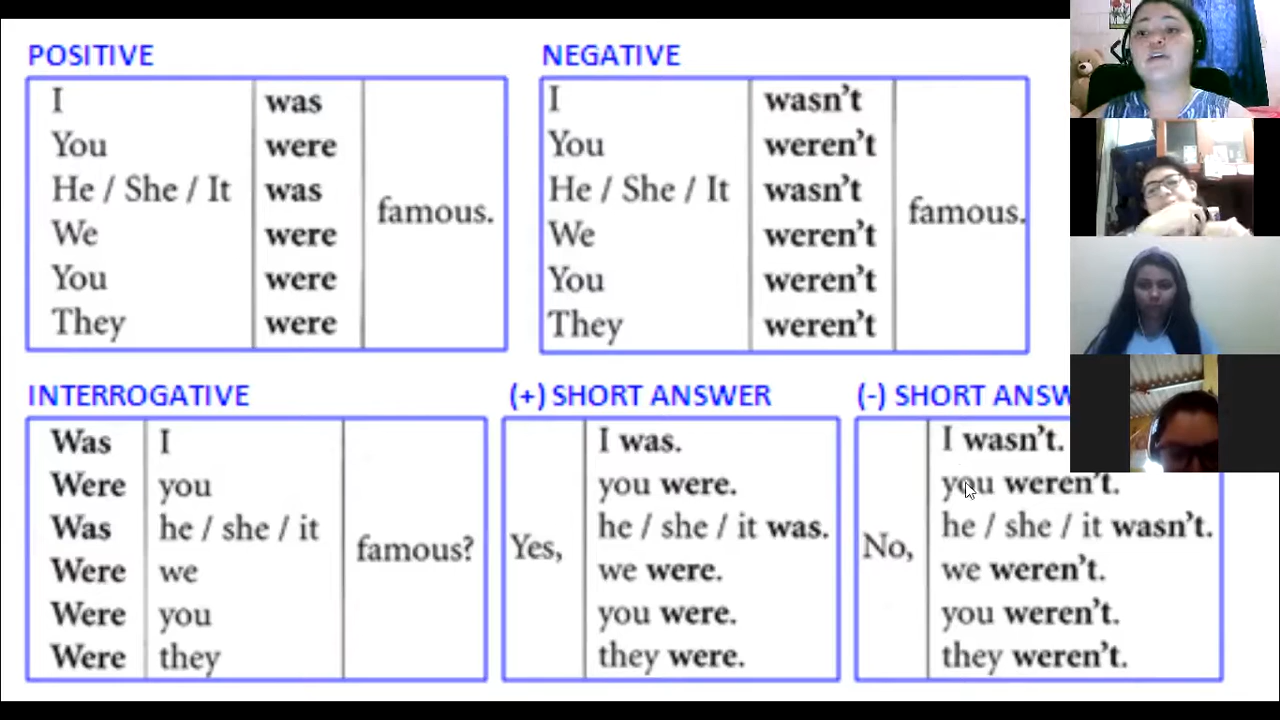 POSITIVE
I was
You were
He / She / It was
famous.
We were
You were
They were
NEGATIVE
I wasn't
You weren't
He / She / It wasn't
famous.
We weren't
You weren't
They weren't
INTERROGATIVE
Was I
Were you
Was he / she / it
famous?
Were we
Were you
Were they
(+) SHORT ANSWER
I was.
you were.
he / she / it was.
Yes,
we were.
you were.
they were.
(-) SHORT ANSW
I wasn't.
you weren't.
he / she / it wasn't.
No,
we weren't.
you weren't.
they weren't.